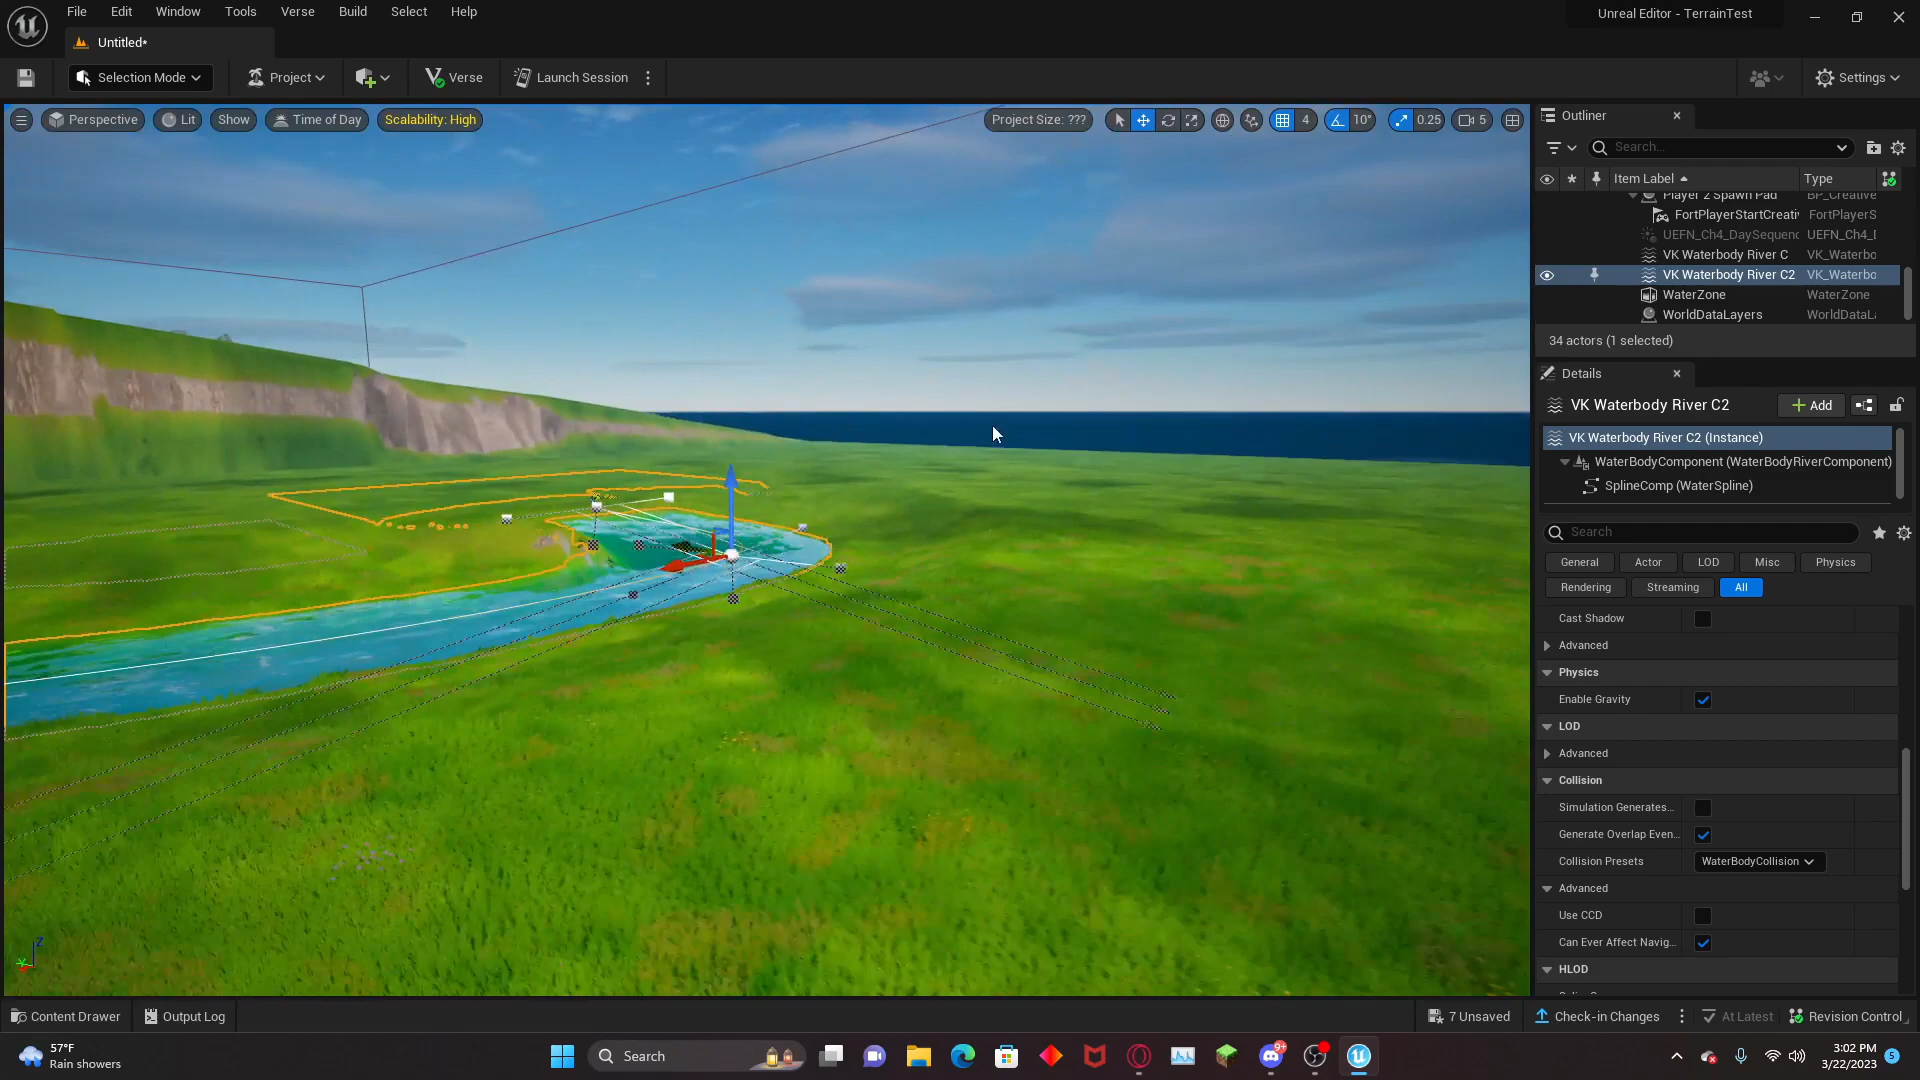 File Edit Window Tools Verse Build Select Help
Unreal Editor - TerrainTest
Untitled*
Selection Mode
Project
Verse
Launch Session
Settings
Perspective
Lit
Show
Time of Day
Scalability: High
Project Size: ???
4
10°
0.25
5
Outliner
Search...
Item Label
Type
Player 2 Spawn Pad BP_Creative
FortPlayerStartCreati FortPlayerS
UEFN_Ch4_DaySequenc UEFN_Ch4_
VK Waterbody River C VK_Waterbo
VK Waterbody River C2 VK_Waterbo
WaterZone WaterZone
WorldDataLayers WorldDataL
34 actors (1 selected)
Details
VK Waterbody River C2
Add
VK Waterbody River C2 (Instance)
WaterBodyComponent (WaterBodyRiverComponent)
SplineComp (WaterSpline)
Search
General Actor LOD Misc Physics
Rendering Streaming All
Cast Shadow
Advanced
Physics
Enable Gravity
LOD
Advanced
Collision
Simulation Generates...
Generate Overlap Even...
Collision Presets WaterBodyCollision
Advanced
Use CCD
Can Ever Affect Navig...
HLOD
Z
Y
Content Drawer
Output Log
7 Unsaved
Check-in Changes
At Latest
Revision Control
57°F
Rain showers
Search
9+
3:02 PM
3/22/2023
5